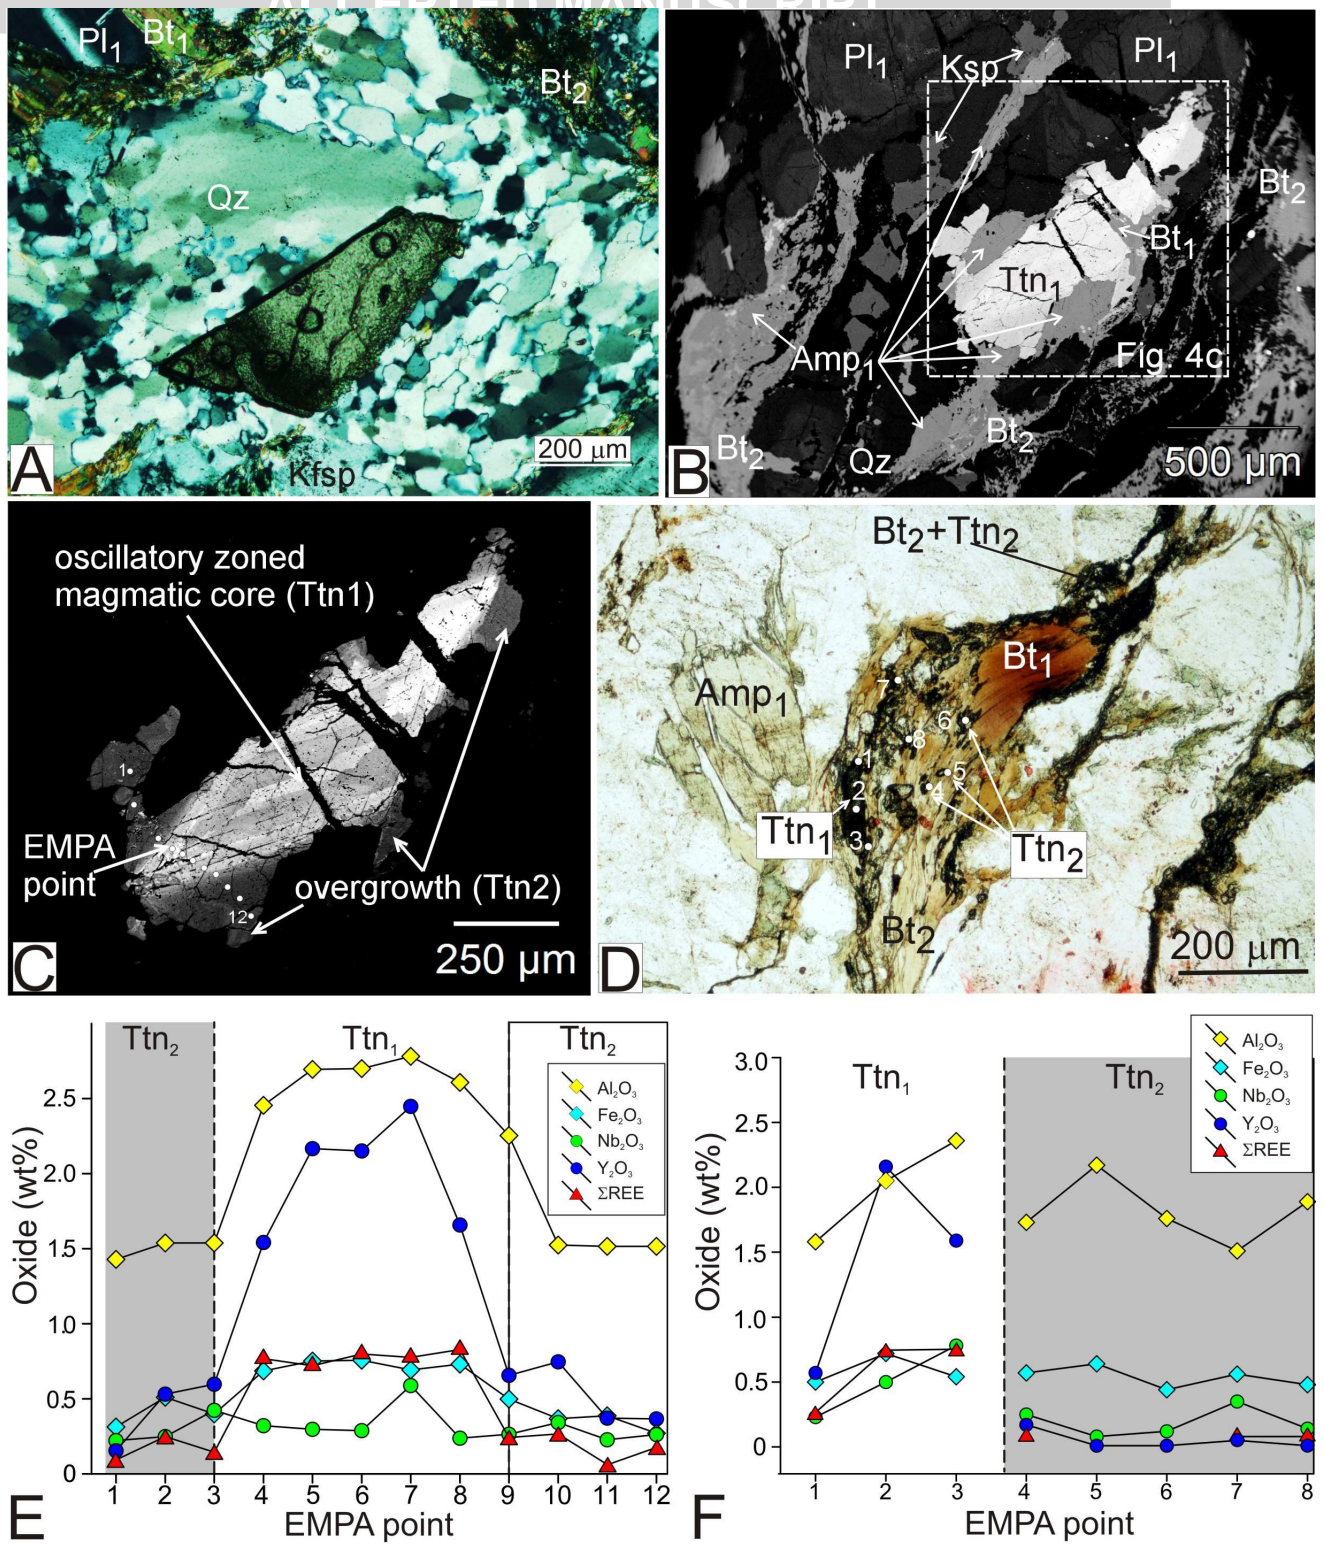 ACCEPTED MANUSCRIPT
Pl1
Bt1
Bt2
Qz
Kfsp
200 μm
A
Pl1
Ksp
Pl1
Bt2
Bt1
Ttn1
Amp1
Fig. 4c
Bt2
Qz
Bt2
500 μm
B
oscillatory zoned
magmatic core (Ttn1)
1
EMPA
point
overgrowth (Ttn2)
12
250 μm
C
Bt2+Ttn2
Bt1
Amp1
7
6
8
1
5
2
4
Ttn1
3
Ttn2
Bt2
200 μm
D
Ttn2
Ttn1
Ttn2
Al2O3
Fe2O3
Nb2O3
Y2O3
ΣREE
Oxide (wt%)
2.5
2.0
1.5
1.0
0.5
0
1 2 3 4 5 6 7 8 9 10 11 12
EMPA point
E
Ttn1
Ttn2
Al2O3
Fe2O3
Nb2O3
Y2O3
ΣREE
Oxide (wt%)
3.0
2.5
2.0
1.5
1.0
0.5
0
1 2 3 4 5 6 7 8
EMPA point
F